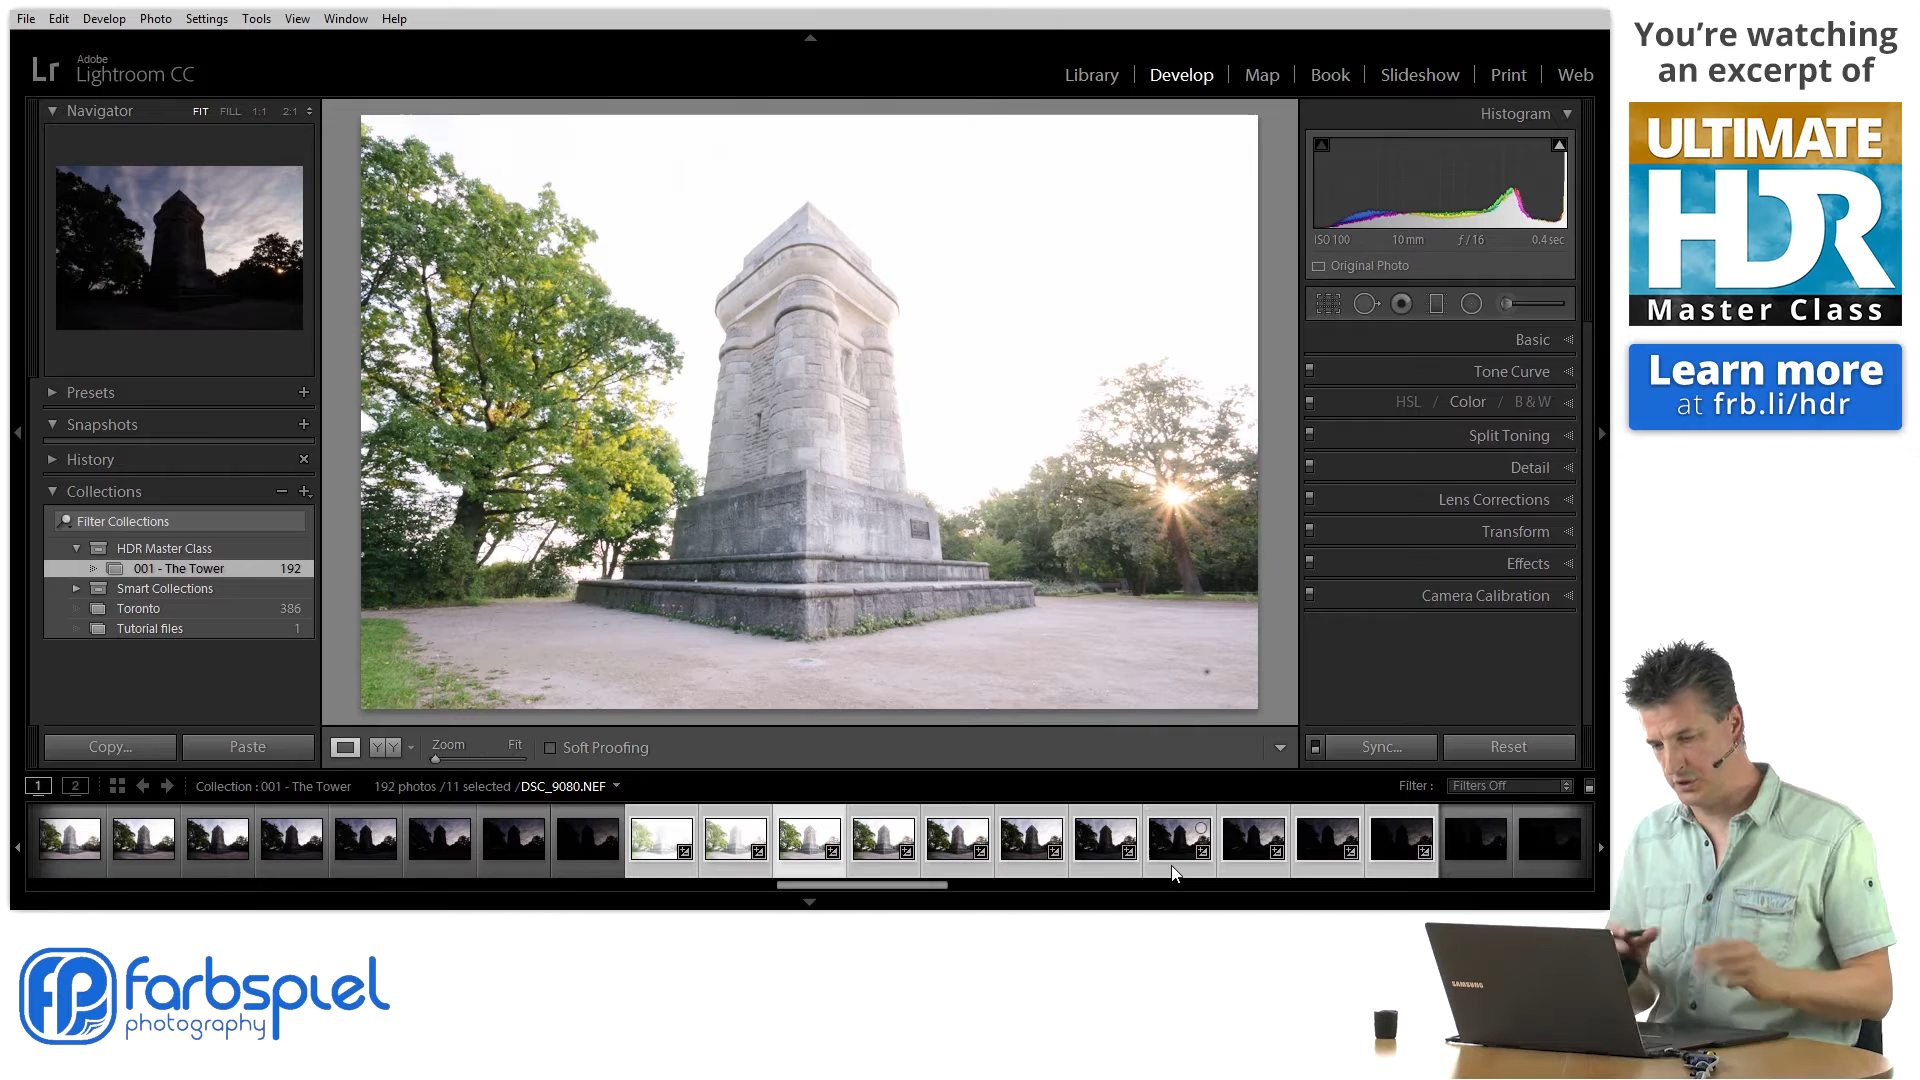 File Edit Develop Photo Settings Tools View Window Help
Lr Adobe
Lightroom CC
Library Develop Map Book Slideshow Print Web
Navigator FIT FILL 1:1 2:1
Presets
Snapshots
History
Collections
Filter Collections
HDR Master Class
001 - The Tower 192
Smart Collections
Toronto 386
Tutorial files 1
Copy... Paste
Zoom Fit Soft Proofing
Histogram
ISO 100 10 mm ƒ / 16 0.4 sec
Original Photo
Basic
Tone Curve
HSL / Color / B & W
Split Toning
Detail
Lens Corrections
Transform
Effects
Camera Calibration
Sync... Reset
1 2 Collection : 001 - The Tower 192 photos / 11 selected / DSC_9080.NEF Filter : Filters Off
You're watching
an excerpt of
ULTIMATE
HDR
Master Class
Learn more
at frb.li/hdr
SAMSUNG
fp farbspiel
photography